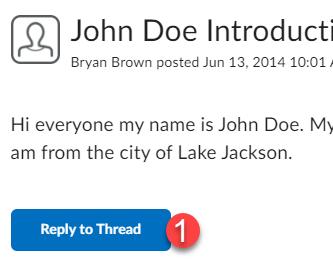 John Doe Introducti
Bryan Brown posted Jun 13, 2014 10:01
Hi everyone my name is John Doe. My
am from the city of Lake Jackson.
Reply to Thread 1